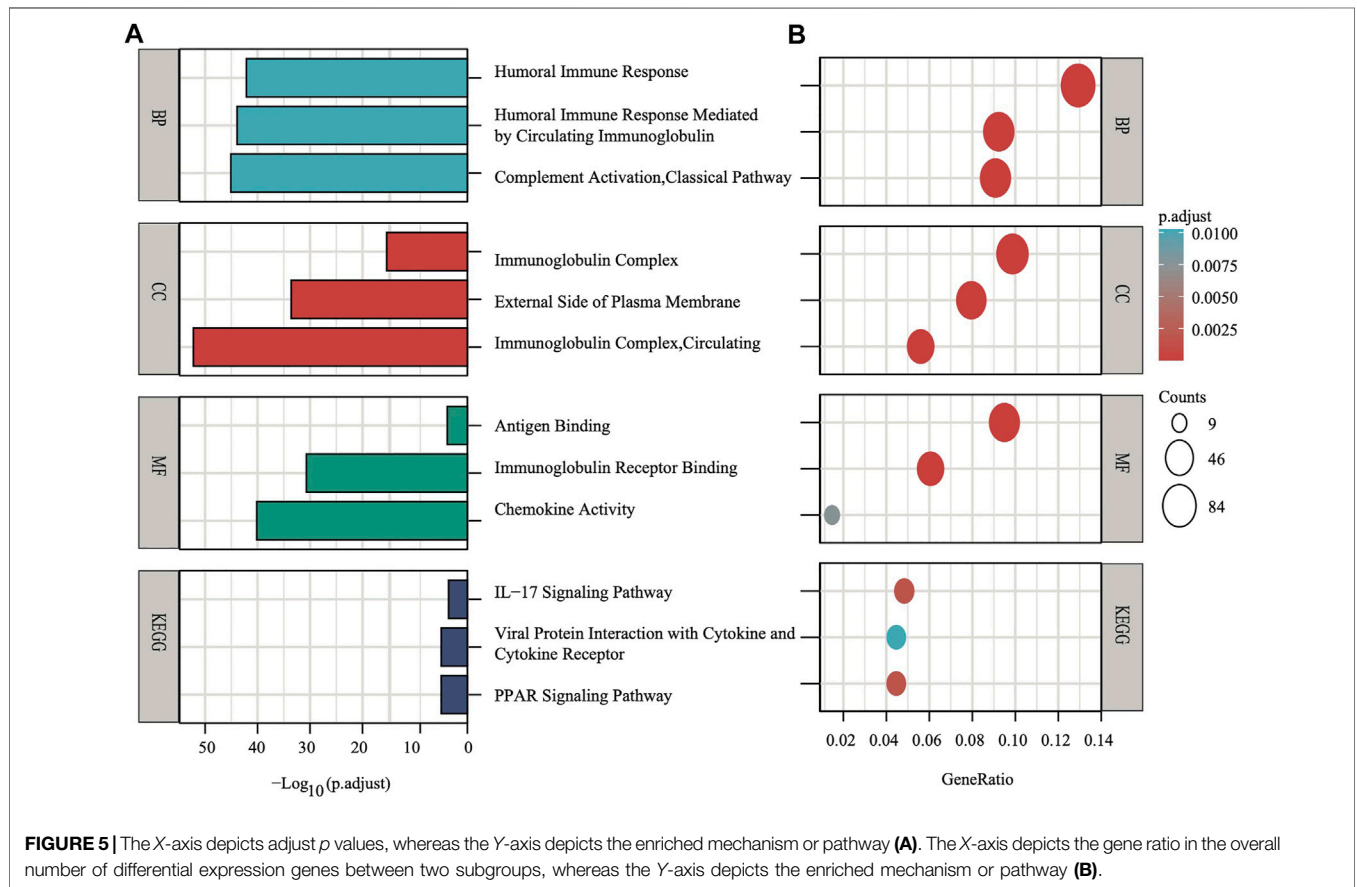 A
B
BP
Humoral Immune Response
Humoral Immune Response Mediated
by Circulating Immunoglobulin
Complement Activation,Classical Pathway
BP
CC
Immunoglobulin Complex
External Side of Plasma Membrane
Immunoglobulin Complex,Circulating
CC
MF
Antigen Binding
Immunoglobulin Receptor Binding
Chemokine Activity
MF
KEGG
IL−17 Signaling Pathway
Viral Protein Interaction with Cytokine and
Cytokine Receptor
PPAR Signaling Pathway
KEGG
50 40 30 20 10 0
−Log10(p.adjust)
0.02 0.04 0.06 0.08 0.10 0.12 0.14
GeneRatio
p.adjust
0.0100
0.0075
0.0050
0.0025
Counts
9
46
84
FIGURE 5 | The X-axis depicts adjust p values, whereas the Y-axis depicts the enriched mechanism or pathway (A). The X-axis depicts the gene ratio in the overall
number of differential expression genes between two subgroups, whereas the Y-axis depicts the enriched mechanism or pathway (B).